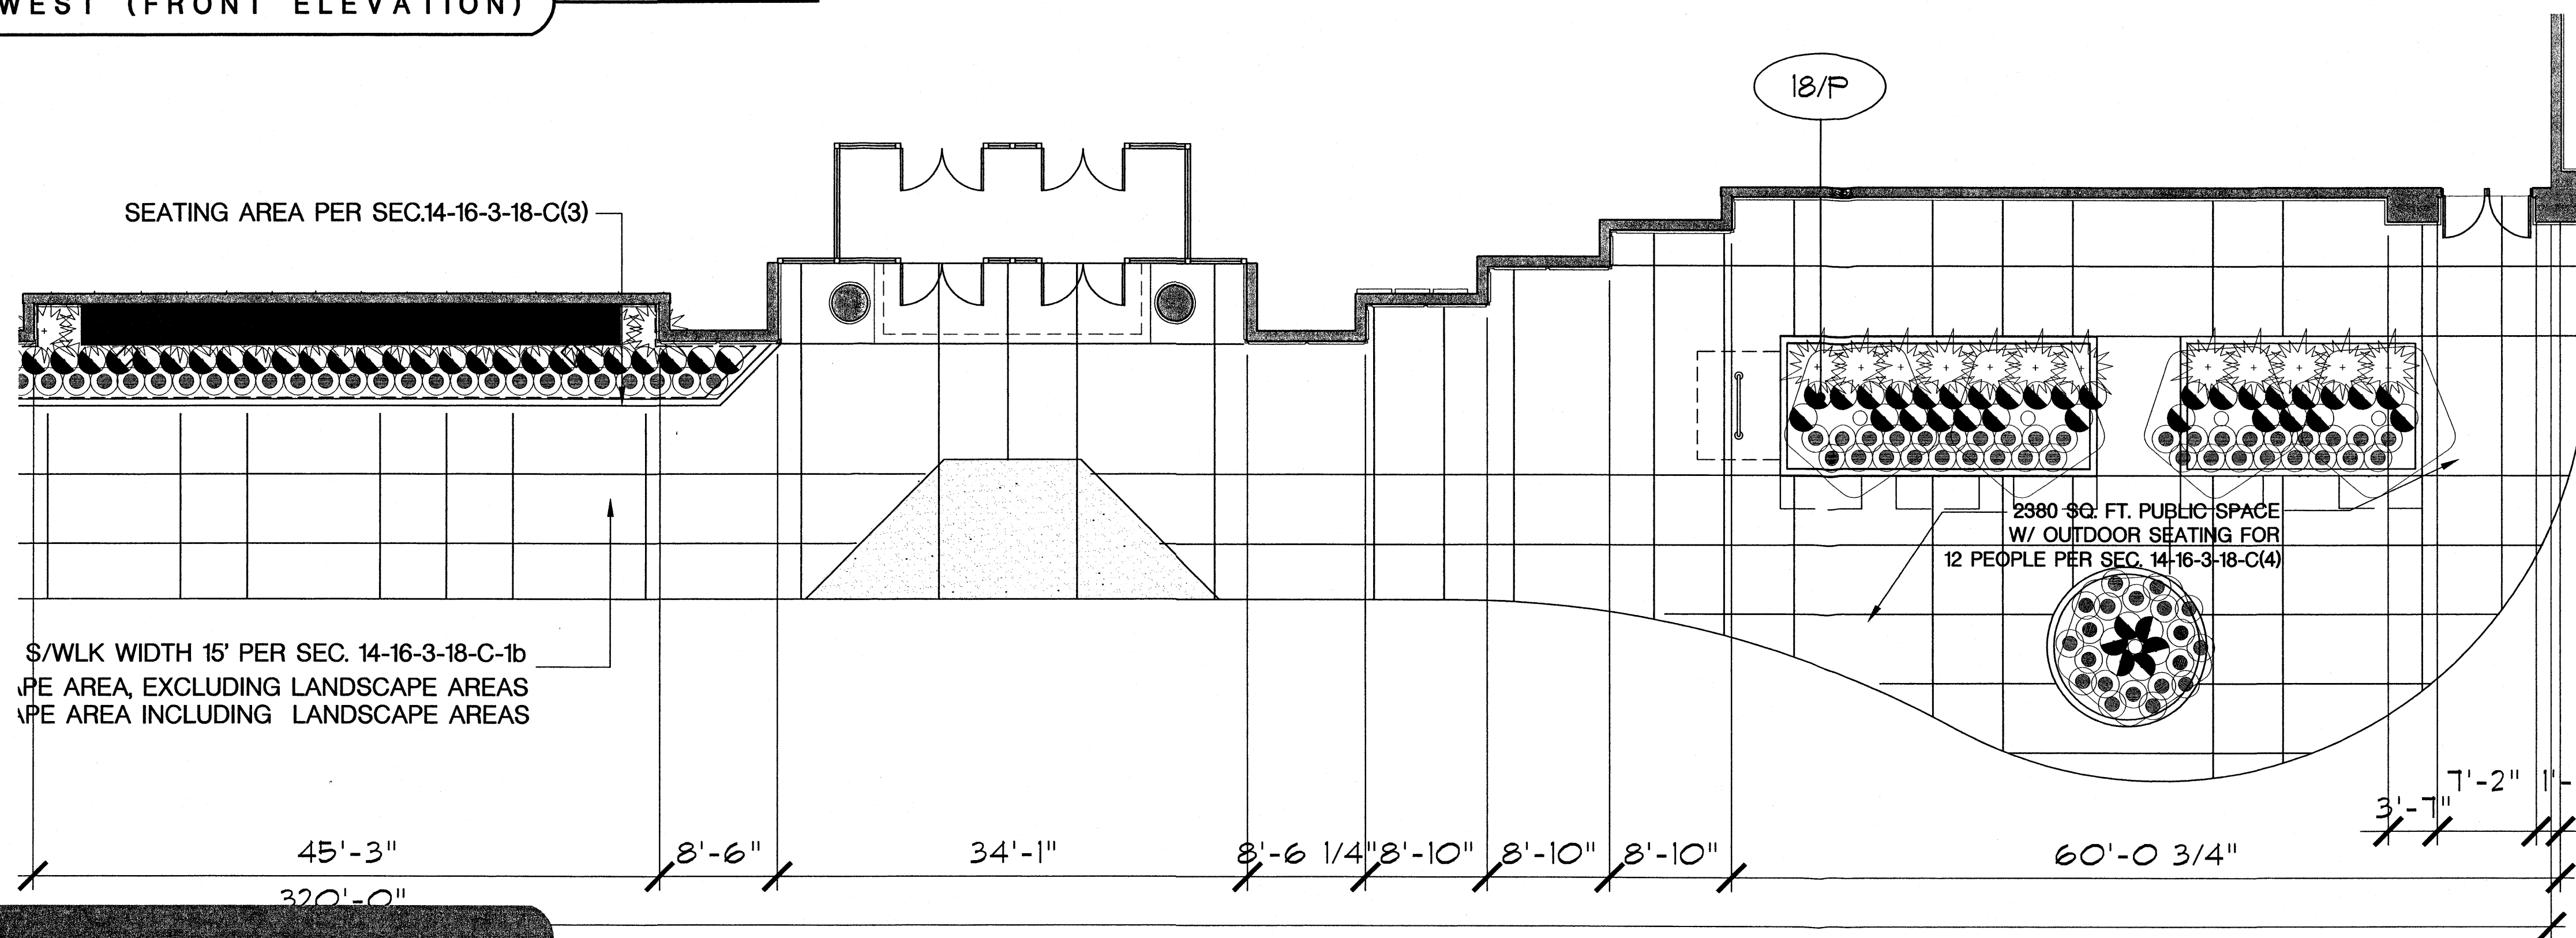 WEST (FRONT ELEVATION)
18/P
SEATING AREA PER SEC.14-16-3-18-C(3)
2380 SQ. FT. PUBLIC SPACE
W/ OUTDOOR SEATING FOR
12 PEOPLE PER SEC. 14-16-3-18-C(4)
S/WLK WIDTH 15' PER SEC. 14-16-3-18-C-1b
APE AREA, EXCLUDING LANDSCAPE AREAS
APE AREA INCLUDING LANDSCAPE AREAS
7'-2" 1'-
3'-7"
45'-3" 8'-6" 34'-1" 8'-6 1/4" 8'-10" 8'-10" 8'-10" 60'-0 3/4"
320'-0"